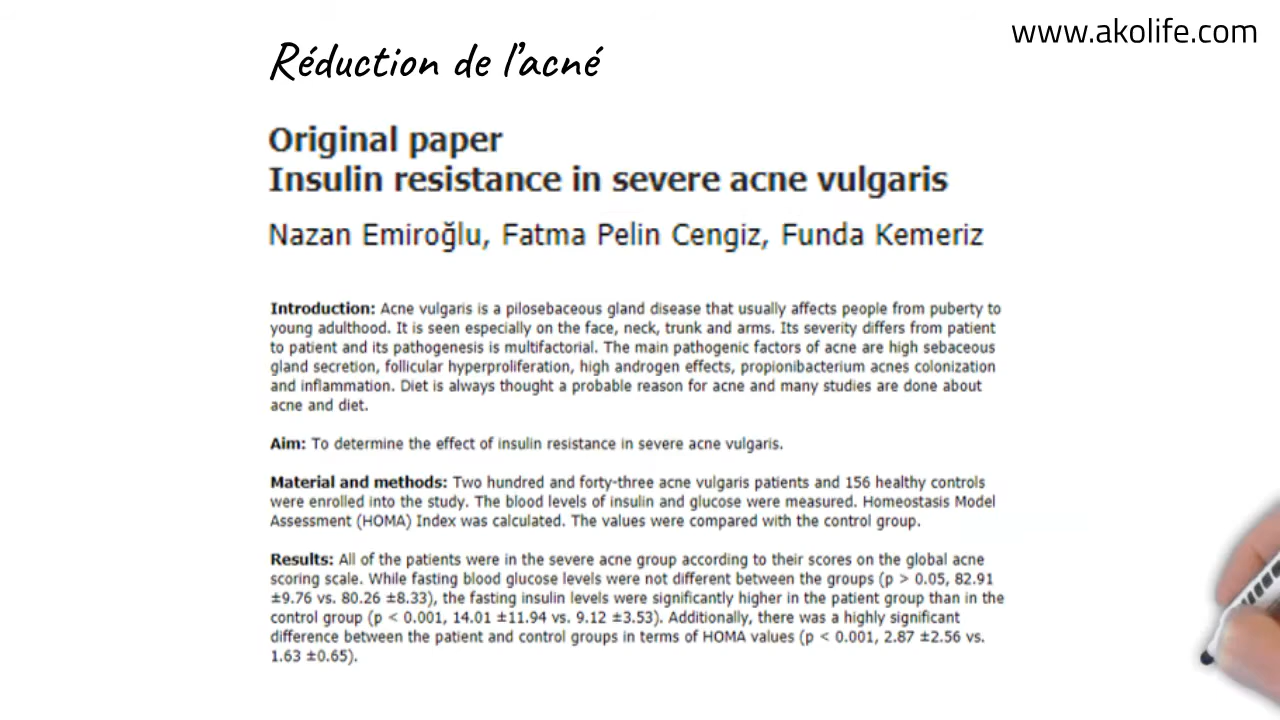 www.akolife.com
Réduction de l’acné
Original paper
Insulin resistance in severe acne vulgaris
Nazan Emiroğlu, Fatma Pelin Cengiz, Funda Kemeriz
Introduction: Acne vulgaris is a pilosebaceous gland disease that usually affects people from puberty to
young adulthood. It is seen especially on the face, neck, trunk and arms. Its severity differs from patient
to patient and its pathogenesis is multifactorial. The main pathogenic factors of acne are high sebaceous
gland secretion, follicular hyperproliferation, high androgen effects, propionibacterium acnes colonization
and inflammation. Diet is always thought a probable reason for acne and many studies are done about
acne and diet.
Aim: To determine the effect of insulin resistance in severe acne vulgaris.
Material and methods: Two hundred and forty-three acne vulgaris patients and 156 healthy controls
were enrolled into the study. The blood levels of insulin and glucose were measured. Homeostasis Model
Assessment (HOMA) Index was calculated. The values were compared with the control group.
Results: All of the patients were in the severe acne group according to their scores on the global acne
scoring scale. While fasting blood glucose levels were not different between the groups (p > 0.05, 82.91
±9.76 vs. 80.26 ±8.33), the fasting insulin levels were significantly higher in the patient group than in the
control group (p < 0.001, 14.01 ±11.94 vs. 9.12 ±3.53). Additionally, there was a highly significant
difference between the patient and control groups in terms of HOMA values (p < 0.001, 2.87 ±2.56 vs.
1.63 ±0.65).